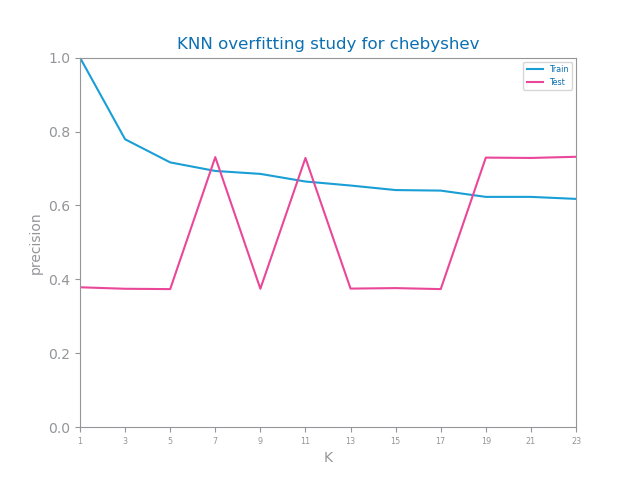 KNN overfitting study for chebyshev
Train
Test
precision
1.0
0.8
0.6
0.4
0.2
0.0
1 3 5 7 9 11 13 15 17 19 21 23
K